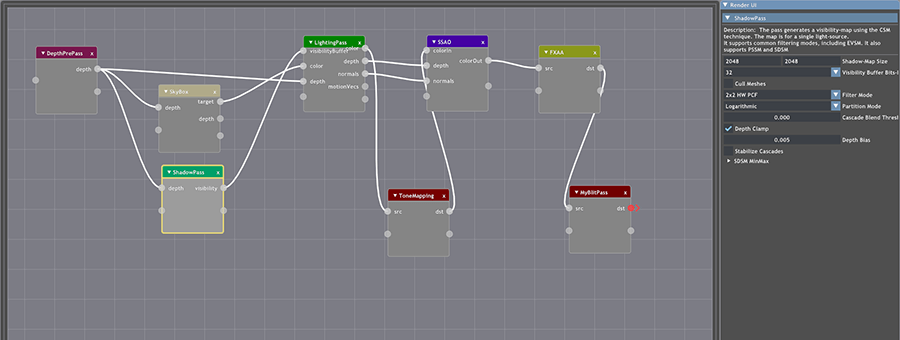 DepthPrePass x
depth
SkyBox x
depth target
depth
ShadowPass x
depth visibility
LightingPass x
visibilityBuffer color
color depth
depth normals
motionVecs
SSAO x
colorIn
depth colorOut
normals
FXAA x
src dst
ToneMapping x
src dst
MyBlitPass x
src dst
Render UI
ShadowPass
Description: The pass generates a visibility-map using the CSM
technique. The map is for a single light-source.
It supports common filtering modes, including EVSM. It also
supports PSSM and SDSM
2048 2048 Shadow-Map Size
32 Visibility Buffer Bits-
Cull Meshes
2x2 HW PCF Filter Mode
Logarithmic Partition Mode
0.000 Cascade Blend Thresh
Depth Clamp
0.005 Depth Bias
Stabilize Cascades
SDSM MinMax